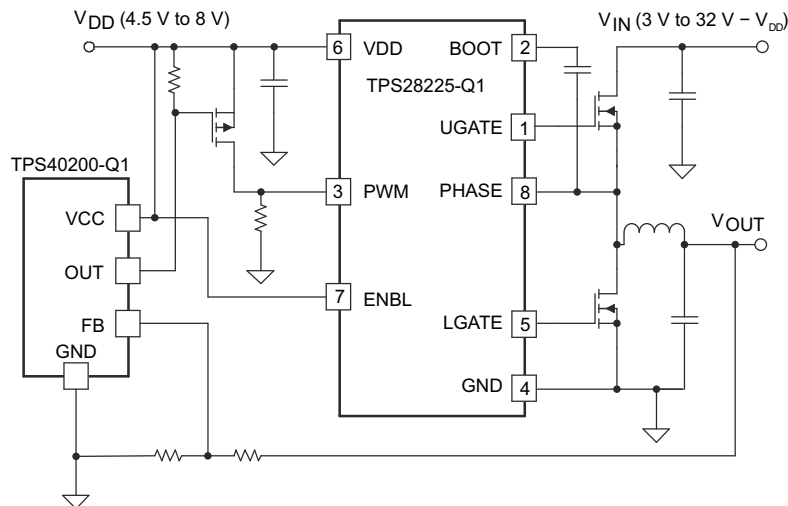 VDD (4.5 V to 8 V)
VIN (3 V to 32 V − VDD)
6 VDD
BOOT 2
TPS28225-Q1
UGATE 1
TPS40200-Q1
3 PWM
PHASE 8
VCC
VOUT
OUT
7 ENBL
FB
LGATE 5
GND
GND 4